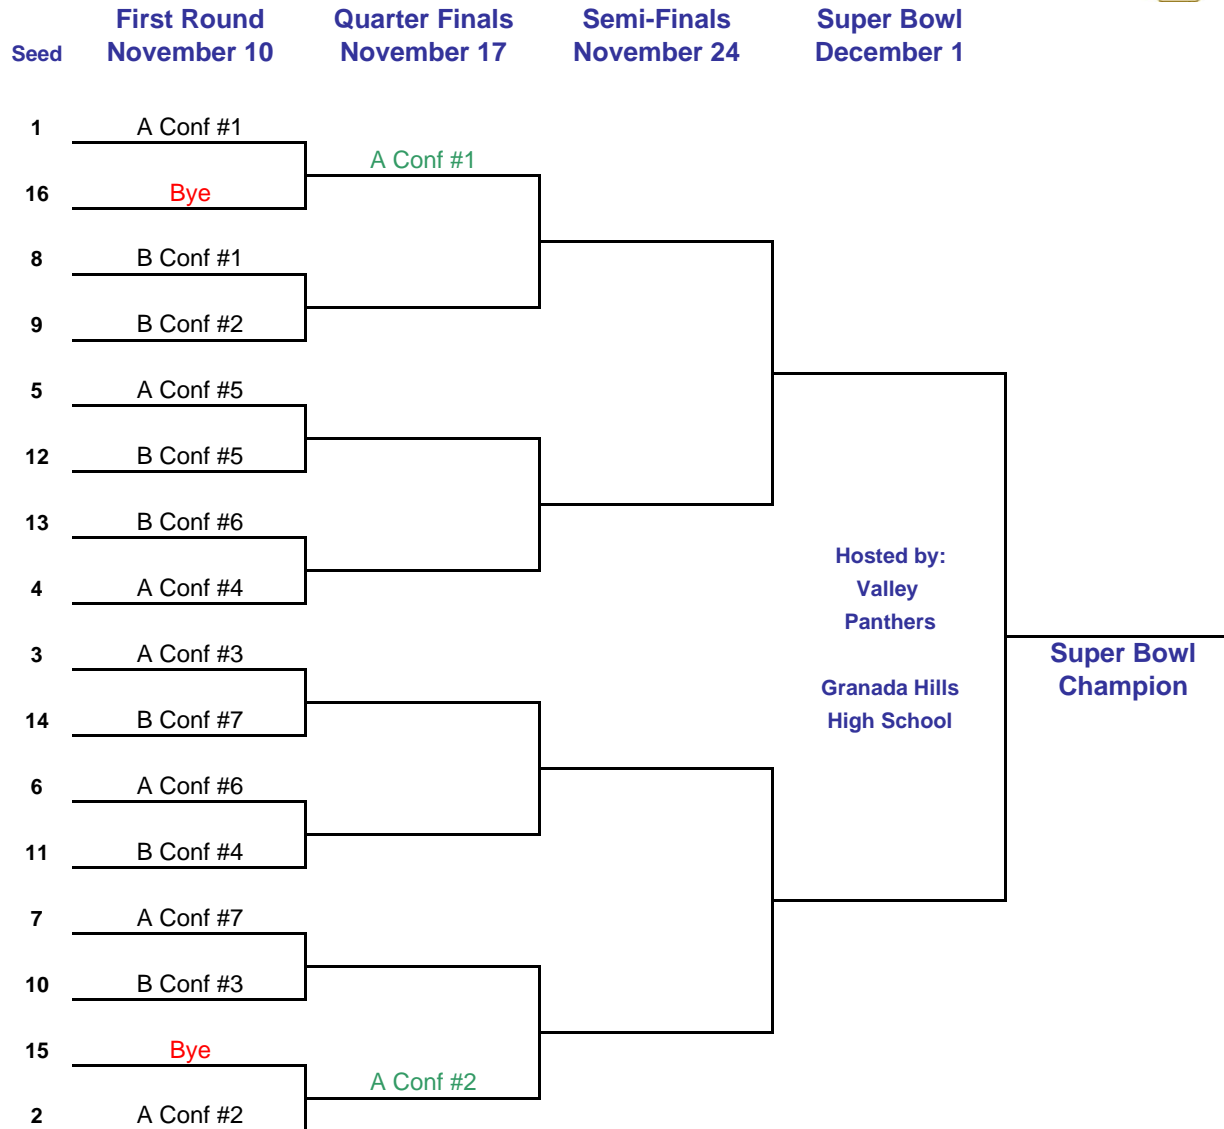 First Round Quarter Finals Semi-Finals Super Bowl
Seed November 10 November 17 November 24 December 1
1 A Conf #1
A Conf #1
16 Bye
8 B Conf #1
9 B Conf #2
5 A Conf #5
12 B Conf #5
13 B Conf #6
Hosted by:
4 A Conf #4 Valley
Panthers
3 A Conf #3 Super Bowl
Granada Hills Champion
14 B Conf #7 High School
6 A Conf #6
11 B Conf #4
7 A Conf #7
10 B Conf #3
15 Bye
A Conf #2
2 A Conf #2